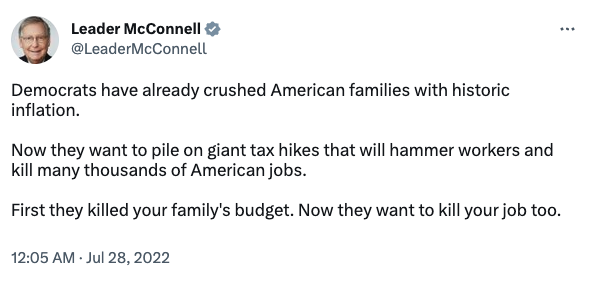 Leader McConnell
@LeaderMcConnell
Democrats have already crushed American families with historic
inflation.
Now they want to pile on giant tax hikes that will hammer workers and
kill many thousands of American jobs.
First they killed your family's budget. Now they want to kill your job too.
12:05 AM · Jul 28, 2022